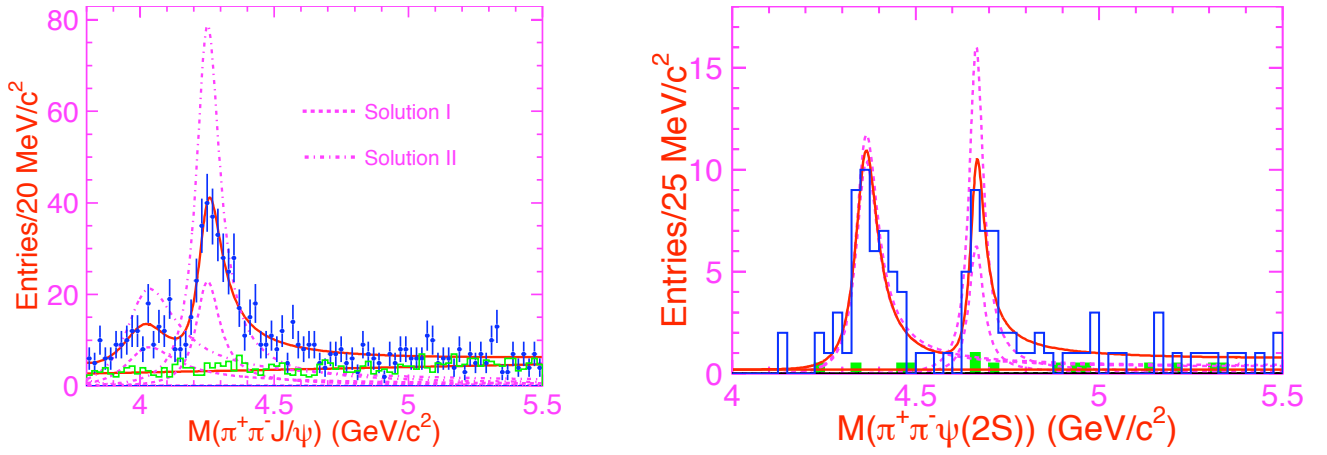 Entries/20 MeV/c²
80
60
40
20
0
Solution I
Solution II
4 4.5 5 5.5
M(π⁺π⁻J/ψ) (GeV/c²)
Entries/25 MeV/c²
15
10
5
0
4 4.5 5 5.5
M(π⁺π⁻ψ(2S)) (GeV/c²)